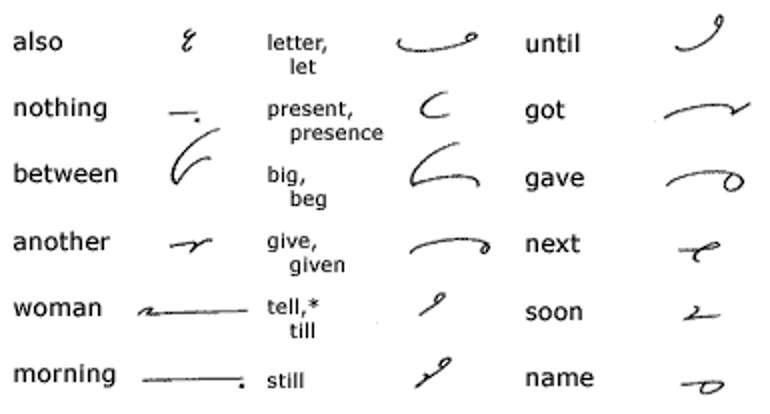 also letter, until
let
nothing present, got
presence
between big, gave
beg
another give, next
given
woman tell,* soon
till
morning still name